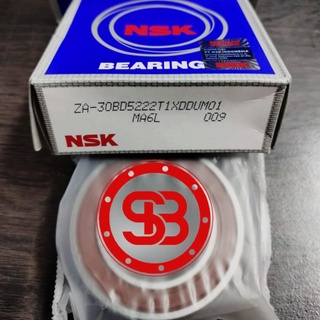 NSK
BEARING
ZA-30BD5222T1XDDUM01
MA6L 009
NSK
SB